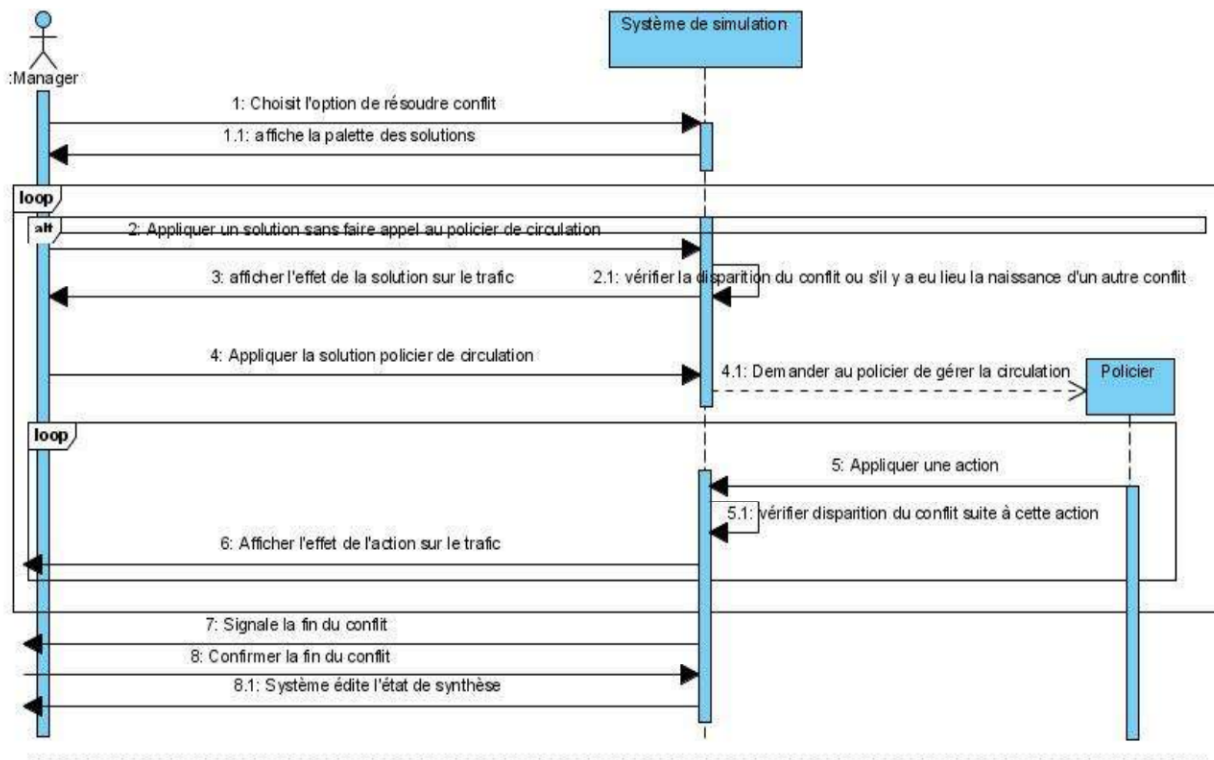 Système de simulation
:Manager
1: Choisit l'option de résoudre conflit
1.1: affiche la palette des solutions
loop
alt
2: Appliquer un solution sans faire appel au policier de circulation
3: afficher l'effet de la solution sur le trafic
2.1: vérifier la disparition du conflit ou s'il y a eu lieu la naissance d'un autre conflit
4: Appliquer la solution policier de circulation
4.1: Demander au policier de gérer la circulation
Policier
loop
5: Appliquer une action
5.1: vérifier disparition du conflit suite à cette action
6: Afficher l'effet de l'action sur le trafic
7: Signale la fin du conflit
8: Confirmer la fin du conflit
8.1: Système édite l'état de synthèse